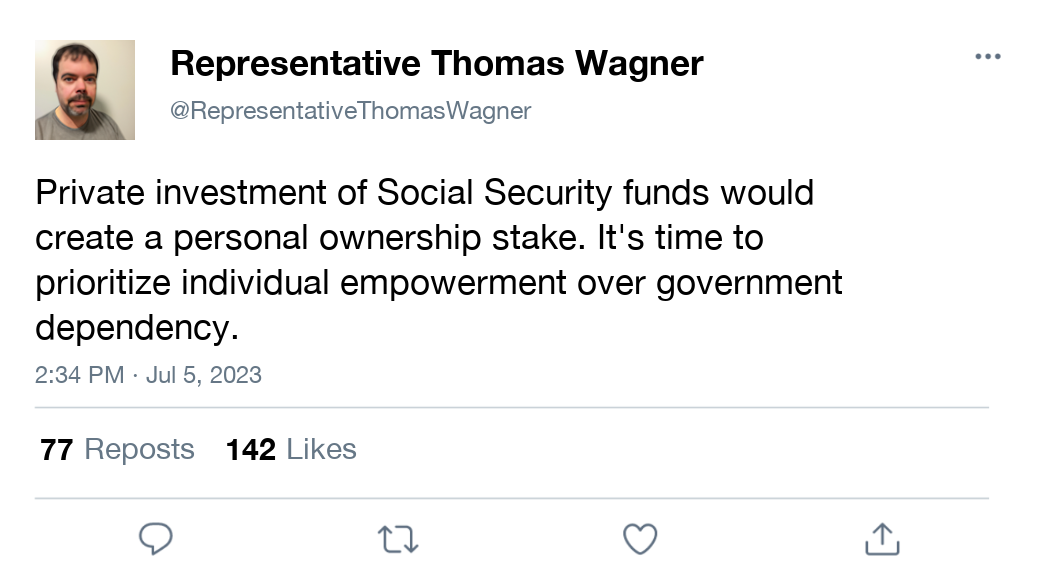 Representative Thomas Wagner
@RepresentativeThomasWagner
Private investment of Social Security funds would
create a personal ownership stake. It's time to
prioritize individual empowerment over government
dependency.
2:34 PM · Jul 5, 2023
77 Reposts 142 Likes